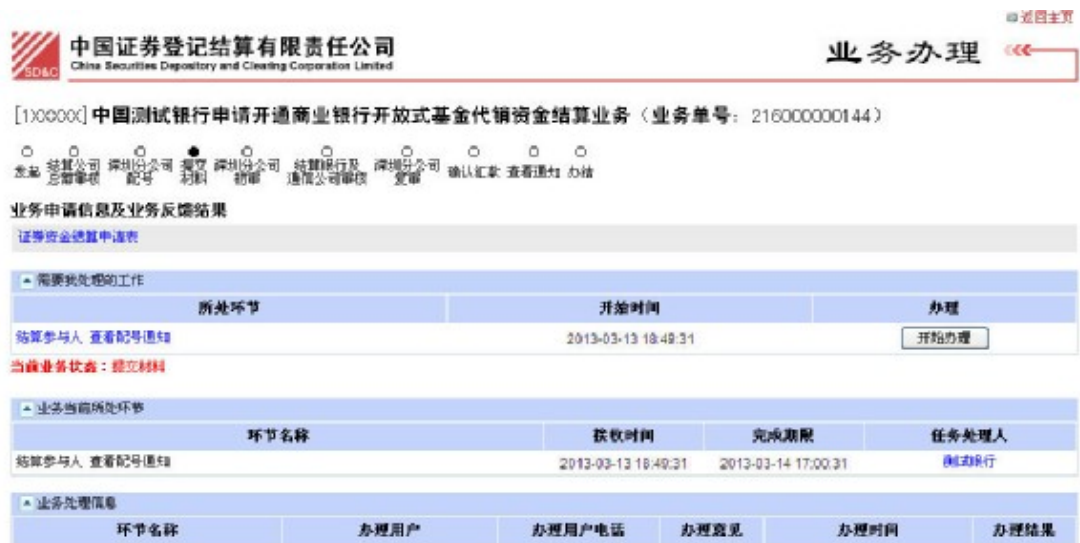 返回主页
中国证券登记结算有限责任公司
China Securities Depository and Clearing Corporation Limited
SD&C
业务办理
[1XXXXX] 中国测试银行申请开通商业银行开放式基金代销资金结算业务（业务单号：216000000144）
发起 结算公司总部审核 深圳分公司配号 提交材料 深圳分公司初审 结算银行及通信公司审核 深圳分公司复审 确认汇款 查看通知 办结
业务申请信息及业务反馈结果
证券资金结算申请表
需要我处理的工作
所处环节 开始时间 办理
结算参与人 查看配号通知 2013-03-13 18:49:31 开始办理
当前业务状态：提交材料
业务当前所处环节
环节名称 接收时间 完成期限 任务处理人
结算参与人 查看配号通知 2013-03-13 18:49:31 2013-03-14 17:00:31 测试银行
业务处理信息
环节名称 办理用户 办理用户电话 办理意见 办理时间 办理结果